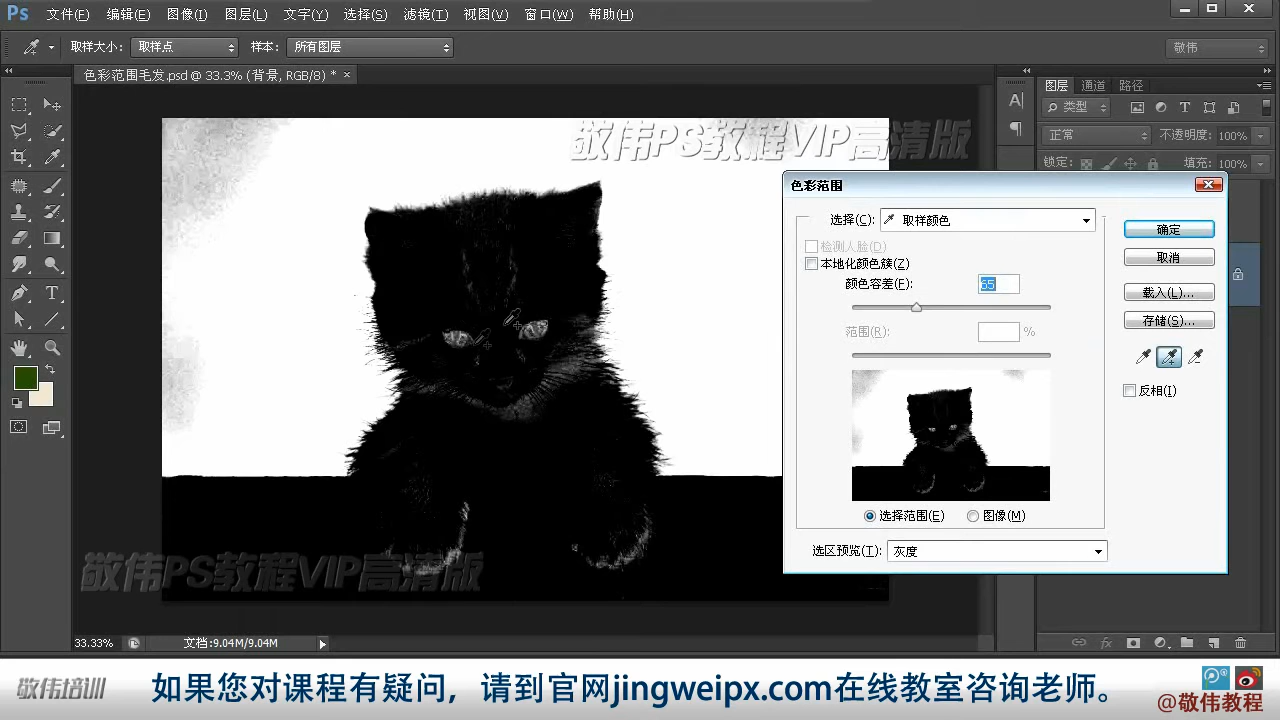 Ps 文件(F) 编辑(E) 图像(I) 图层(L) 文字(Y) 选择(S) 滤镜(T) 视图(V) 窗口(W) 帮助(H)
取样大小: 取样点 样本: 所有图层 敬伟
色彩范围毛发.psd @ 33.3% (背景, RGB/8) * ×
图层 通道 路径
类型
正常 不透明度: 100%
锁定: 填充: 100%
敬伟PS教程VIP高清版
色彩范围
选择(C): 取样颜色
检测人脸(D)
本地化颜色簇(Z)
颜色容差(F): 65
范围(R): %
选择范围(E) 图像(M)
选区预览(T): 灰度
确定
取消
载入(L)...
存储(S)...
反相(I)
敬伟PS教程VIP高清版
33.33% 文档:9.04M/9.04M
敬伟培训 如果您对课程有疑问，请到官网jingweipx.com在线教室咨询老师。
@敬伟教程